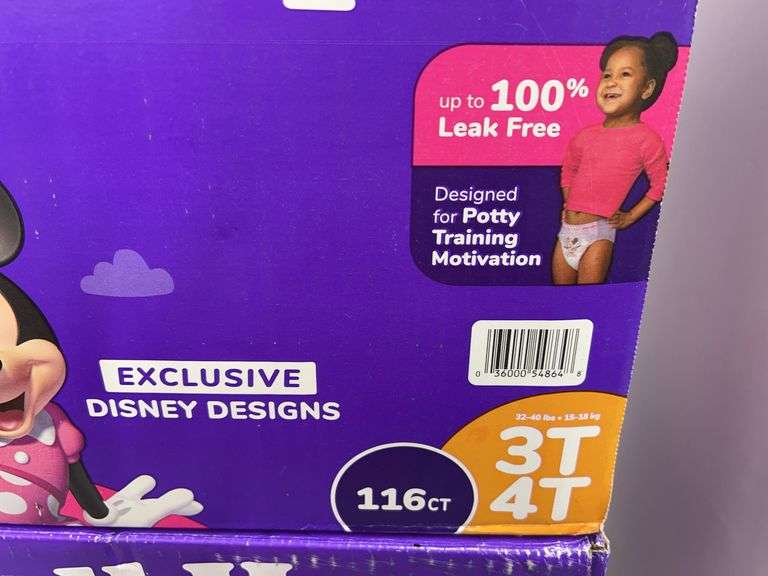 up to 100%
Leak Free
Designed
for Potty
Training
Motivation
0 36000 54864 8
EXCLUSIVE
DISNEY DESIGNS
32-40 lbs • 15-18 kg
3T
4T
116CT